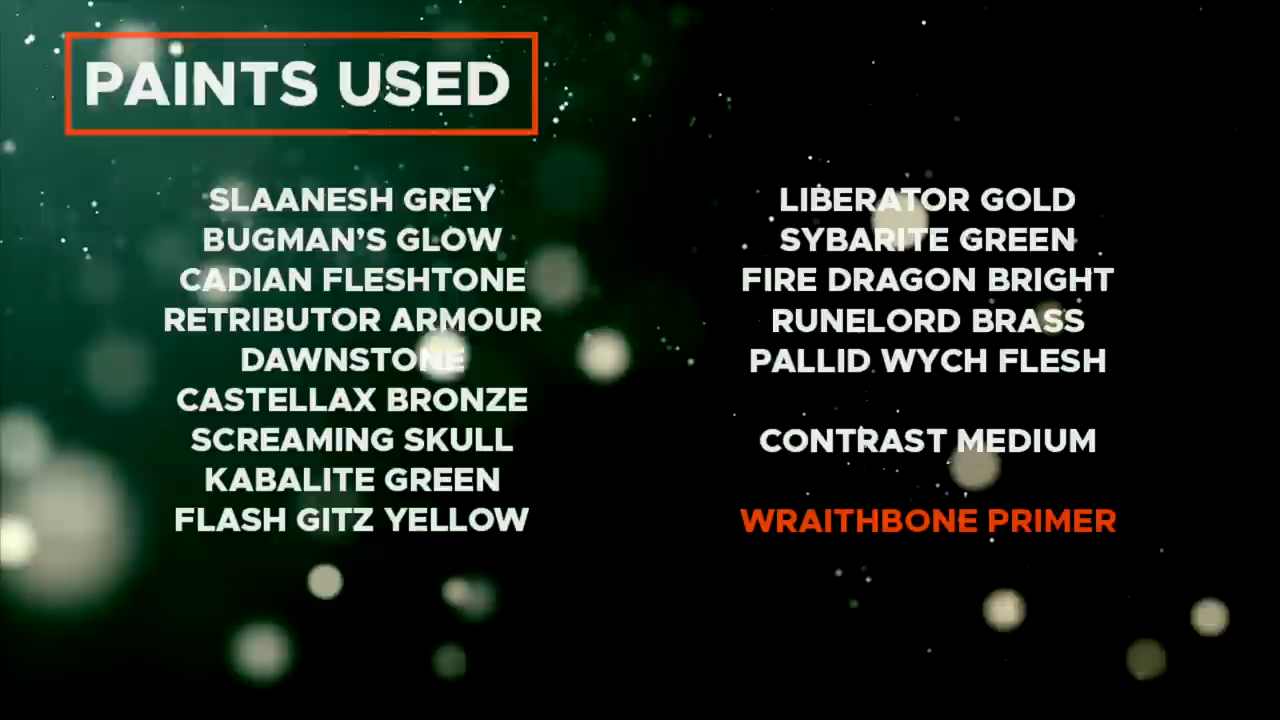 PAINTS USED
SLAANESH GREY
BUGMAN'S GLOW
CADIAN FLESHTONE
RETRIBUTOR ARMOUR
DAWNSTONE
CASTELLAX BRONZE
SCREAMING SKULL
KABALITE GREEN
FLASH GITZ YELLOW
LIBERATOR GOLD
SYBARITE GREEN
FIRE DRAGON BRIGHT
RUNELORD BRASS
PALLID WYCH FLESH
CONTRAST MEDIUM
WRAITHBONE PRIMER